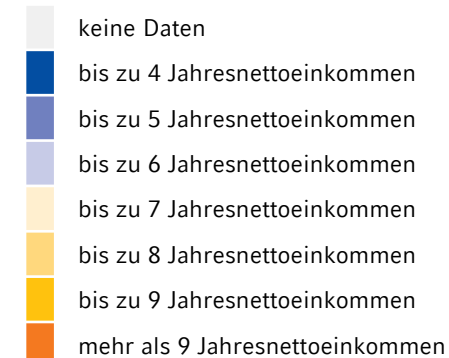 keine Daten
bis zu 4 Jahresnettoeinkommen
bis zu 5 Jahresnettoeinkommen
bis zu 6 Jahresnettoeinkommen
bis zu 7 Jahresnettoeinkommen
bis zu 8 Jahresnettoeinkommen
bis zu 9 Jahresnettoeinkommen
mehr als 9 Jahresnettoeinkommen